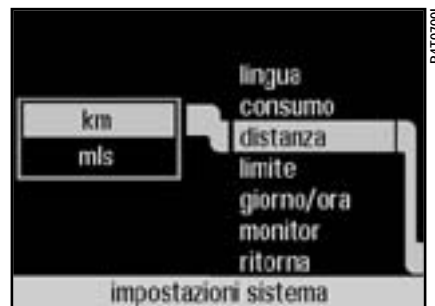 lingua
consumo
km
distanza
mls
limite
giorno/ora
monitor
ritorna
impostazioni sistema